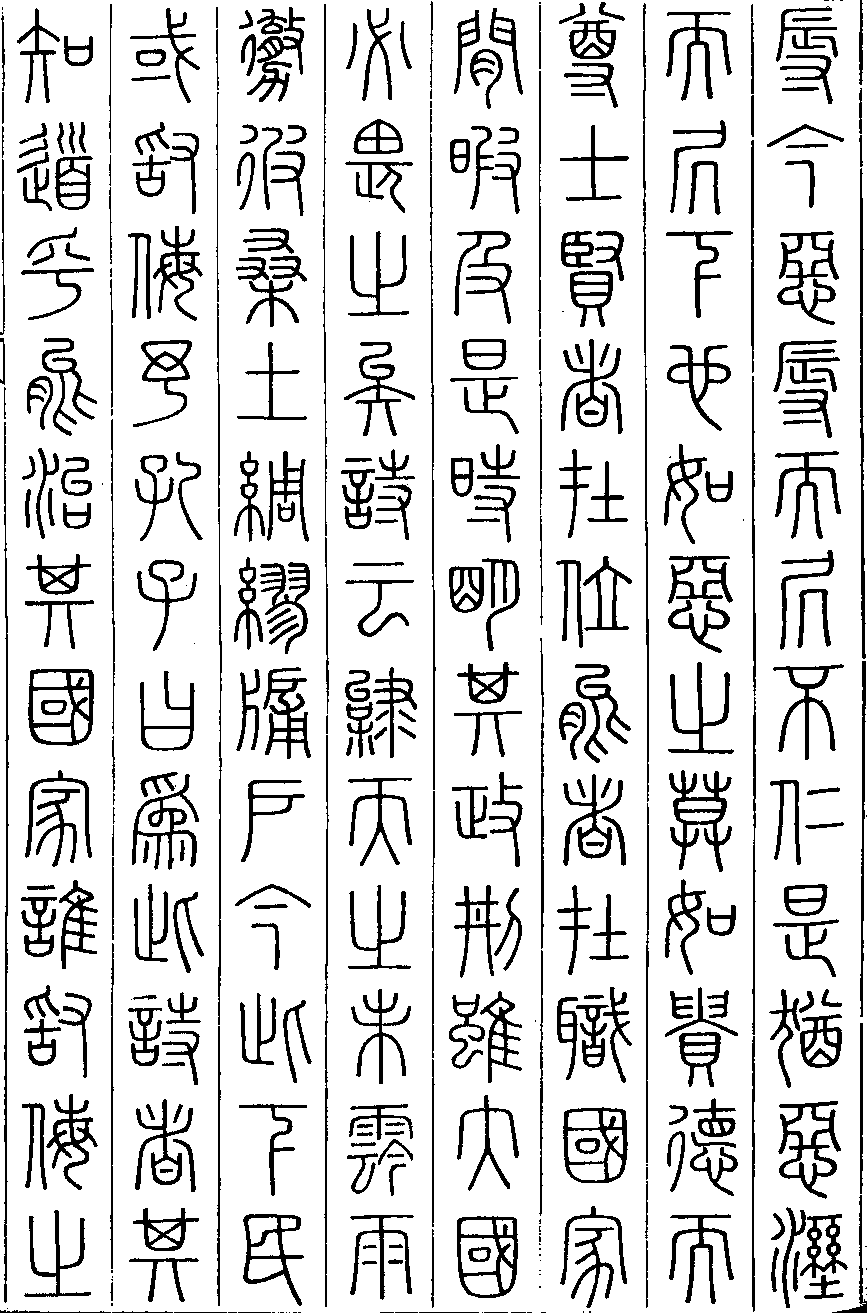 辱今惡辱而居不仁是猶惡溼
而居下也如惡之莫如貴德而
尊士賢者在位能者在職國家
閒暇及是時明其政刑雖大國
必畏之矣詩云迨天之未陰雨
徹彼桑土綢繆牖戶今此下民
或敢侮予孔子曰為此詩者其
知道乎能治其國家誰敢侮之